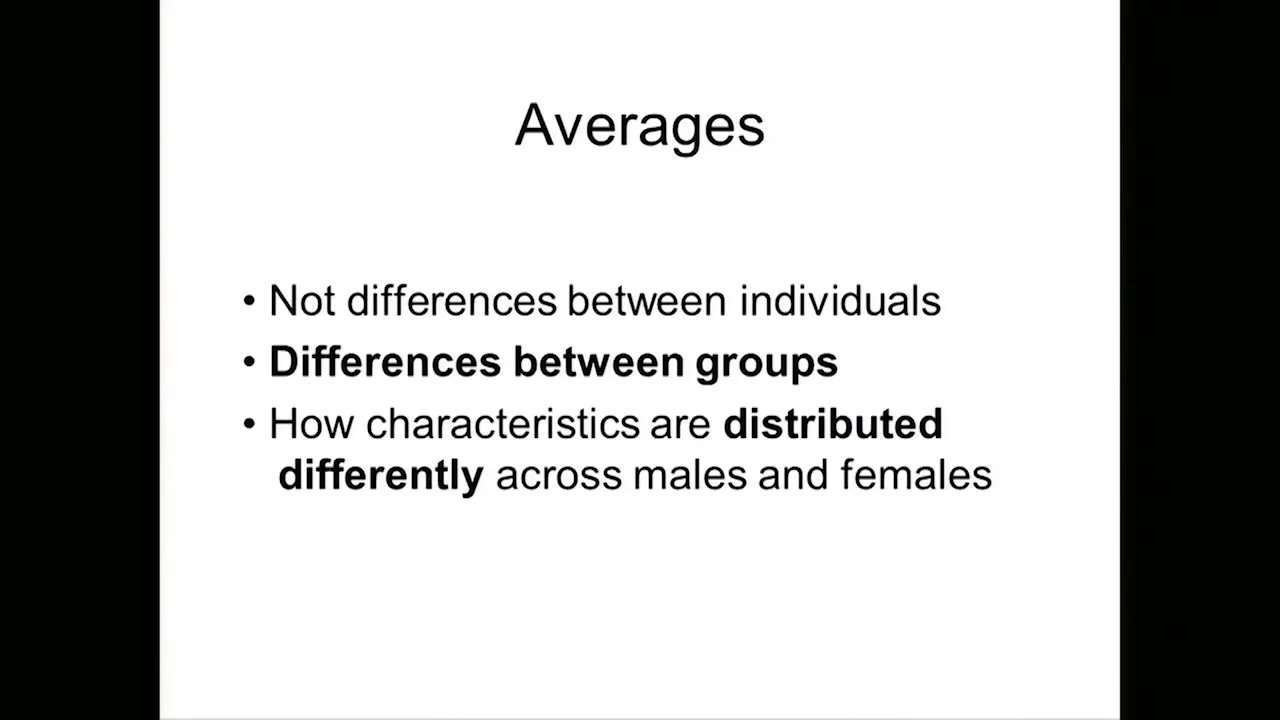 Averages
• Not differences between individuals
• Differences between groups
• How characteristics are distributed
differently across males and females